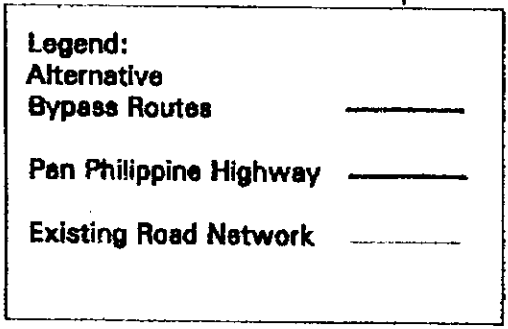 Legend:
Alternative
Bypass Routes
Pan Philippine Highway
Existing Road Network